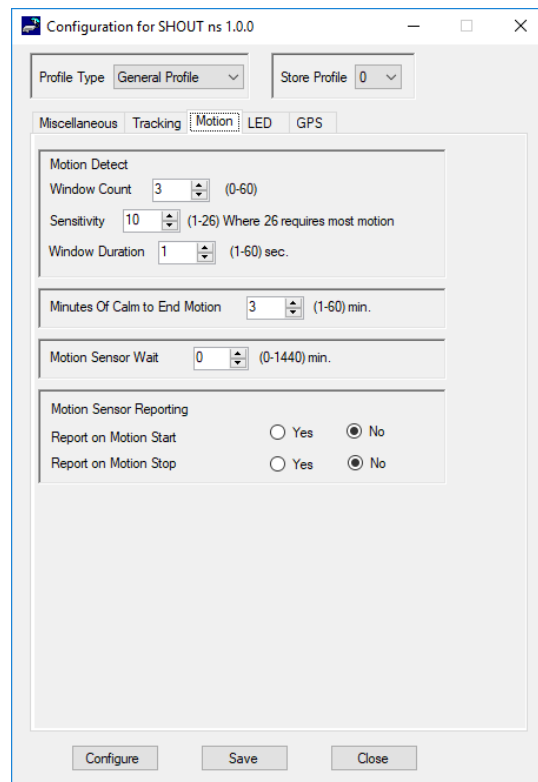 Configuration for SHOUT ns 1.0.0
Profile Type General Profile Store Profile 0
Miscellaneous Tracking Motion LED GPS
Motion Detect
Window Count 3 (0-60)
Sensitivity 10 (1-26) Where 26 requires most motion
Window Duration 1 (1-60) sec.
Minutes Of Calm to End Motion 3 (1-60) min.
Motion Sensor Wait 0 (0-1440) min.
Motion Sensor Reporting
Report on Motion Start Yes No
Report on Motion Stop Yes No
Configure Save Close